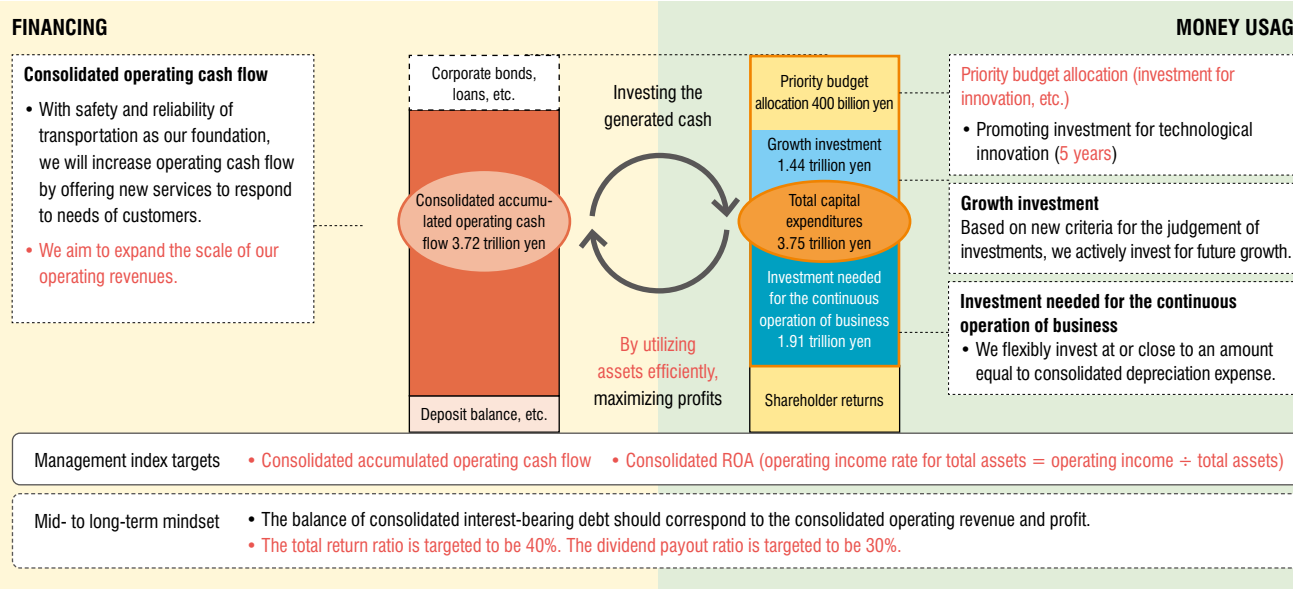 FINANCING
MONEY USAG
Consolidated operating cash flow
• With safety and reliability of
transportation as our foundation,
we will increase operating cash flow
by offering new services to respond
to needs of customers.
• We aim to expand the scale of our
operating revenues.
Corporate bonds,
loans, etc.
Consolidated accumu-
lated operating cash
flow 3.72 trillion yen
Deposit balance, etc.
Investing the
generated cash
By utilizing
assets efficiently,
maximizing profits
Priority budget
allocation 400 billion yen
Growth investment
1.44 trillion yen
Total capital
expenditures
3.75 trillion yen
Investment needed
for the continuous
operation of business
1.91 trillion yen
Shareholder returns
Priority budget allocation (investment for
innovation, etc.)
• Promoting investment for technological
innovation (5 years)
Growth investment
Based on new criteria for the judgement of
investments, we actively invest for future growth.
Investment needed for the continuous
operation of business
• We flexibly invest at or close to an amount
equal to consolidated depreciation expense.
Management index targets • Consolidated accumulated operating cash flow • Consolidated ROA (operating income rate for total assets = operating income ÷ total assets)
Mid- to long-term mindset • The balance of consolidated interest-bearing debt should correspond to the consolidated operating revenue and profit.
• The total return ratio is targeted to be 40%. The dividend payout ratio is targeted to be 30%.